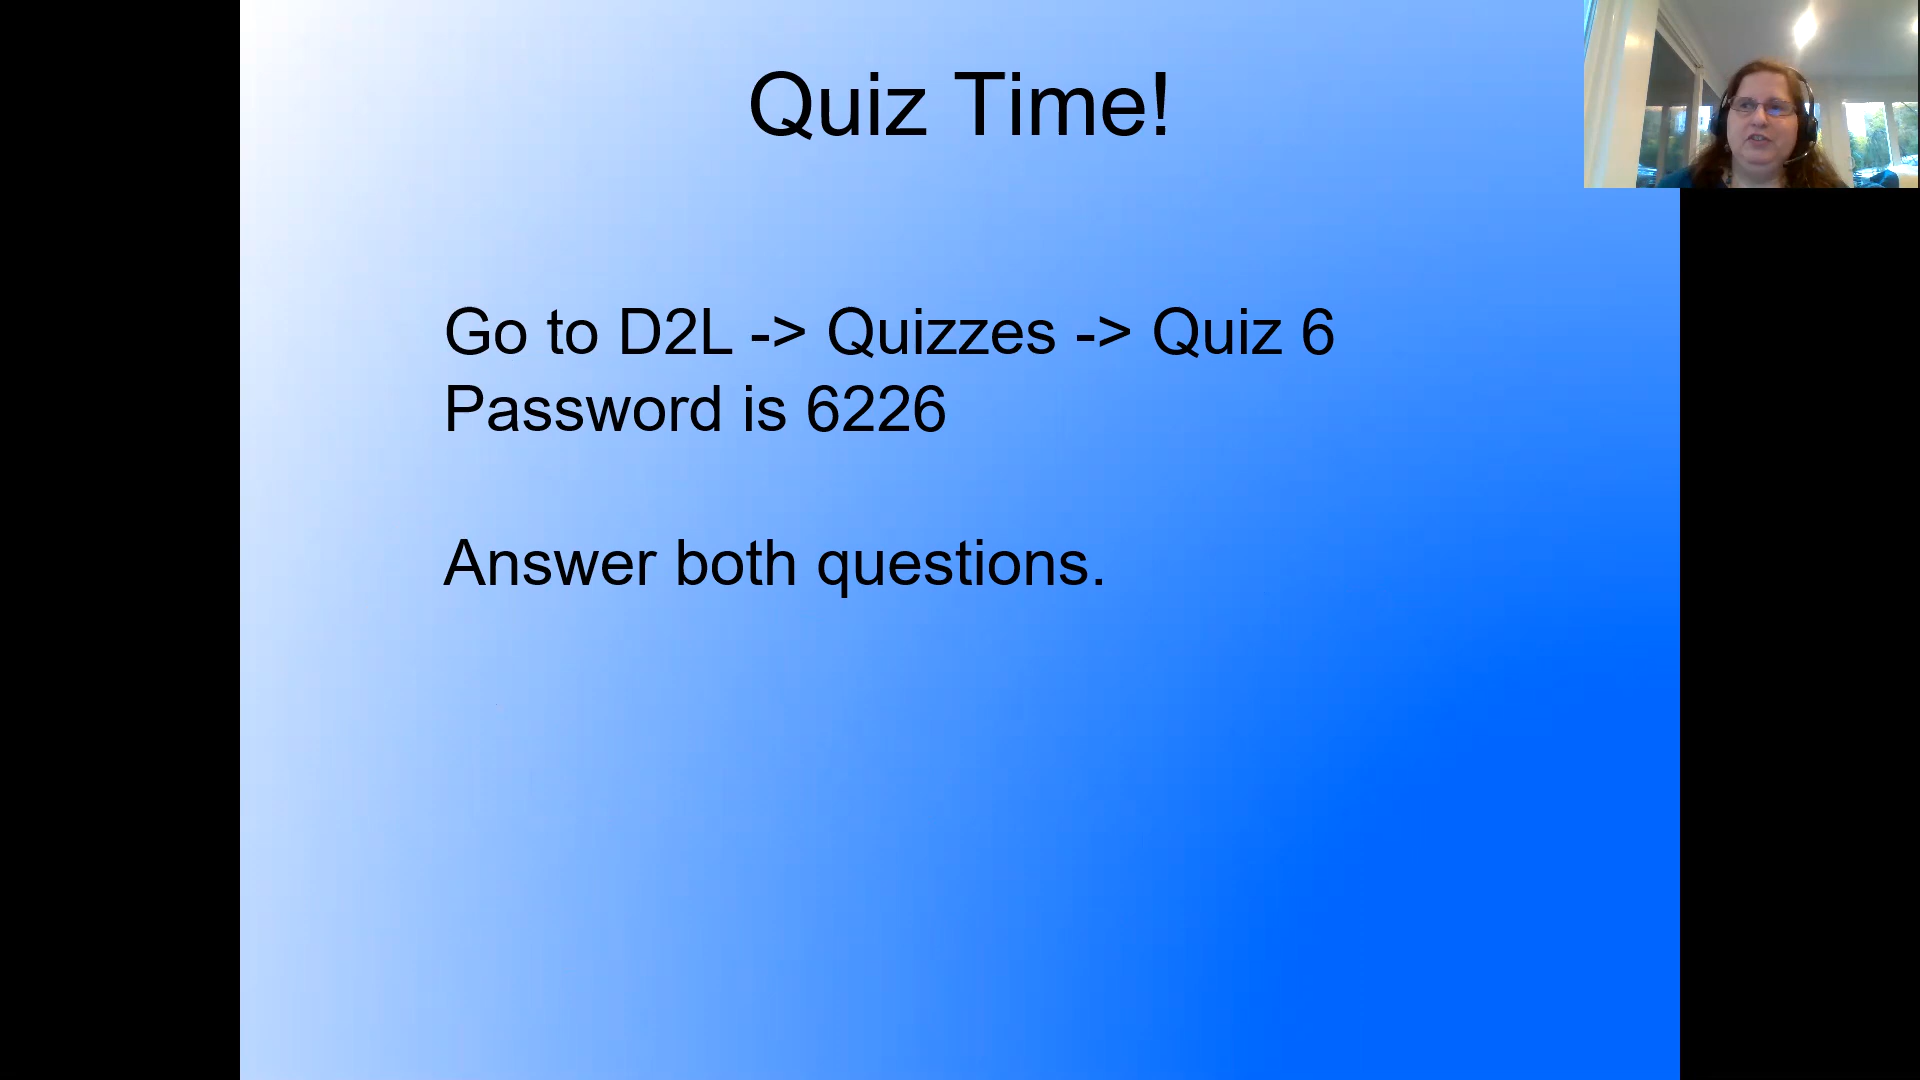 Quiz Time!
Go to D2L -> Quizzes -> Quiz 6
Password is 6226
Answer both questions.